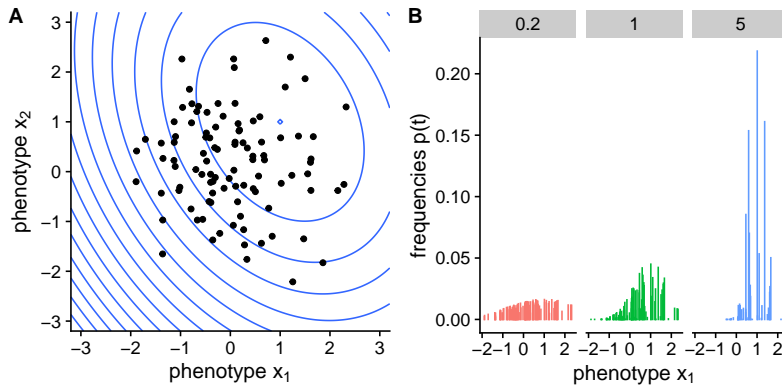 A
3
2
1
0
−1
−2
−3
−3 −2 −1 0 1 2 3
phenotype x₂
phenotype x₁
B
0.2 1 5
0.20
0.15
0.10
0.05
0.00
−2 −1 0 1 2 −2 −1 0 1 2 −2 −1 0 1 2
frequencies p(t)
phenotype x₁